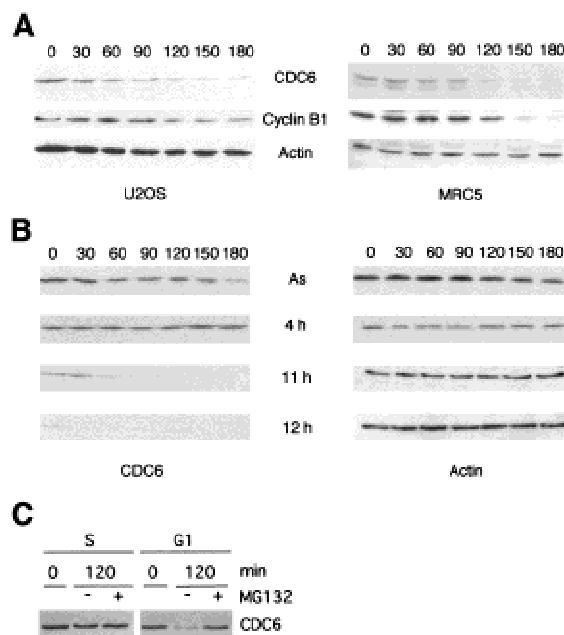 A
0 30 60 90 120 150 180 0 30 60 90 120 150 180
CDC6
Cyclin B1
Actin
U2OS MRC5
B
0 30 60 90 120 150 180 0 30 60 90 120 150 180
As
4 h
11 h
12 h
CDC6 Actin
C
S G1
0 120 0 120 min
- + - + MG132
CDC6